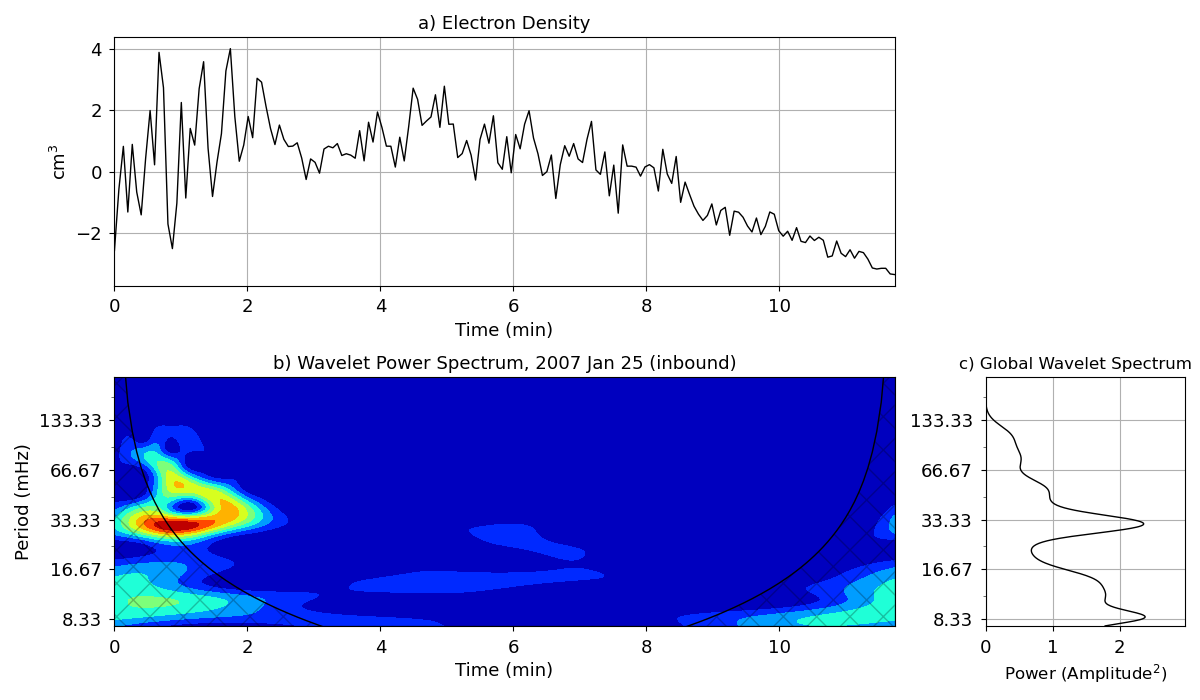 a) Electron Density
4
2
0
−2
cm³
0 2 4 6 8 10
Time (min)
b) Wavelet Power Spectrum, 2007 Jan 25 (inbound)
133.33
66.67
33.33
16.67
8.33
Period (mHz)
0 2 4 6 8 10
Time (min)
c) Global Wavelet Spectrum
133.33
66.67
33.33
16.67
8.33
0 1 2
Power (Amplitude²)